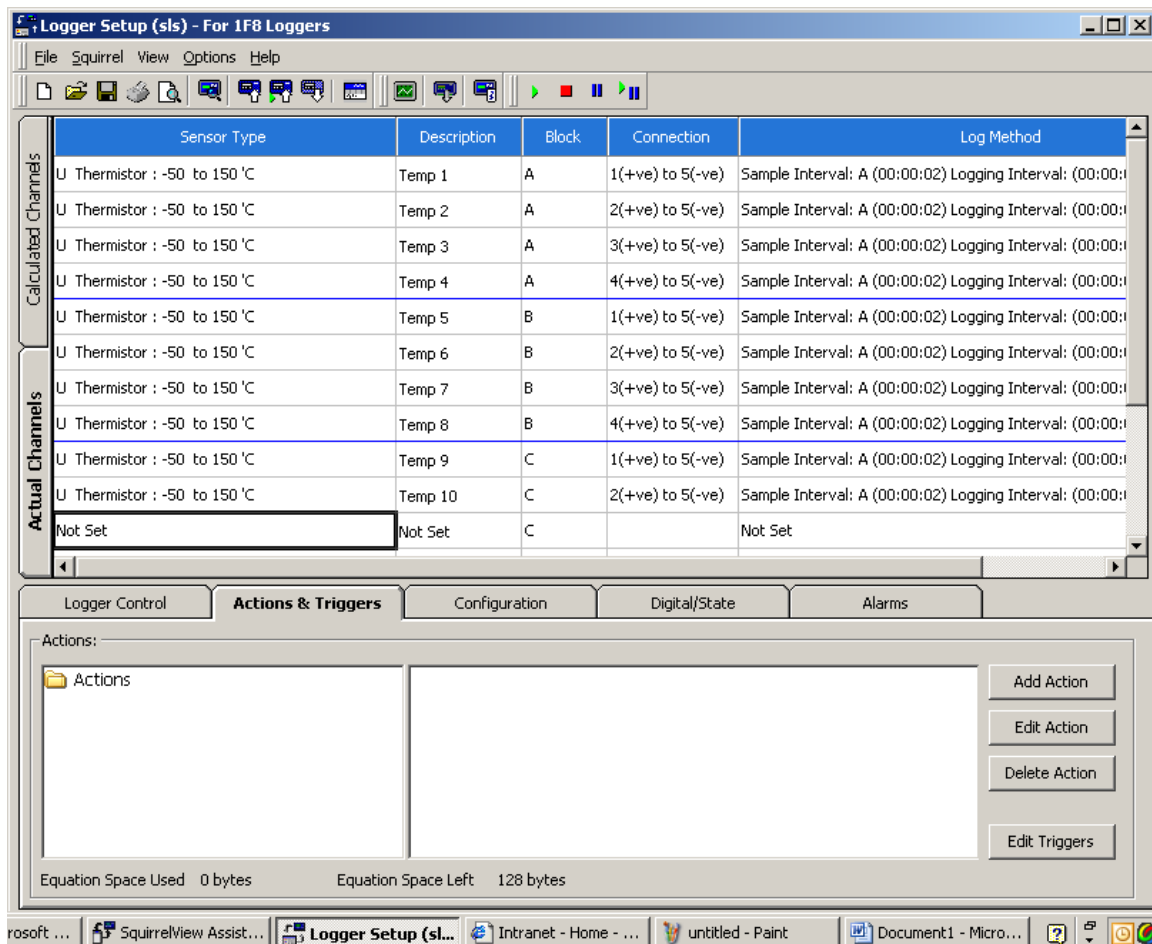 Logger Setup (sls) - For 1F8 Loggers
File Squirrel View Options Help
Sensor Type Description Block Connection Log Method
U Thermistor : -50 to 150 'C Temp 1 A 1(+ve) to 5(-ve) Sample Interval: A (00:00:02) Logging Interval: (00:00:
U Thermistor : -50 to 150 'C Temp 2 A 2(+ve) to 5(-ve) Sample Interval: A (00:00:02) Logging Interval: (00:00:
U Thermistor : -50 to 150 'C Temp 3 A 3(+ve) to 5(-ve) Sample Interval: A (00:00:02) Logging Interval: (00:00:
U Thermistor : -50 to 150 'C Temp 4 A 4(+ve) to 5(-ve) Sample Interval: A (00:00:02) Logging Interval: (00:00:
U Thermistor : -50 to 150 'C Temp 5 B 1(+ve) to 5(-ve) Sample Interval: A (00:00:02) Logging Interval: (00:00:
U Thermistor : -50 to 150 'C Temp 6 B 2(+ve) to 5(-ve) Sample Interval: A (00:00:02) Logging Interval: (00:00:
U Thermistor : -50 to 150 'C Temp 7 B 3(+ve) to 5(-ve) Sample Interval: A (00:00:02) Logging Interval: (00:00:
U Thermistor : -50 to 150 'C Temp 8 B 4(+ve) to 5(-ve) Sample Interval: A (00:00:02) Logging Interval: (00:00:
U Thermistor : -50 to 150 'C Temp 9 C 1(+ve) to 5(-ve) Sample Interval: A (00:00:02) Logging Interval: (00:00:
U Thermistor : -50 to 150 'C Temp 10 C 2(+ve) to 5(-ve) Sample Interval: A (00:00:02) Logging Interval: (00:00:
Not Set Not Set C Not Set
Calculated Channels
Actual Channels
Logger Control Actions & Triggers Configuration Digital/State Alarms
Actions:
Actions
Add Action
Edit Action
Delete Action
Edit Triggers
Equation Space Used 0 bytes Equation Space Left 128 bytes
rosoft ... SquirrelView Assist... Logger Setup (sl... Intranet - Home - ... untitled - Paint Document1 - Micro...